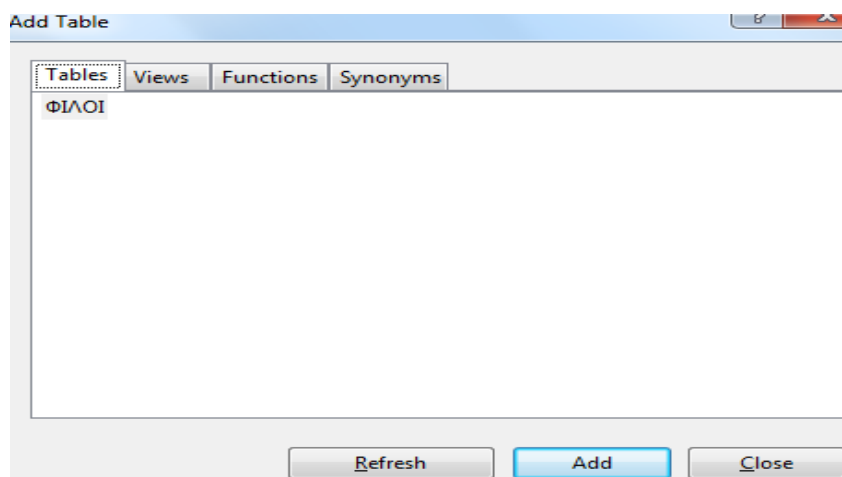 Add Table
?
Tables Views Functions Synonyms
ΦΙΛΟΙ
Refresh Add Close